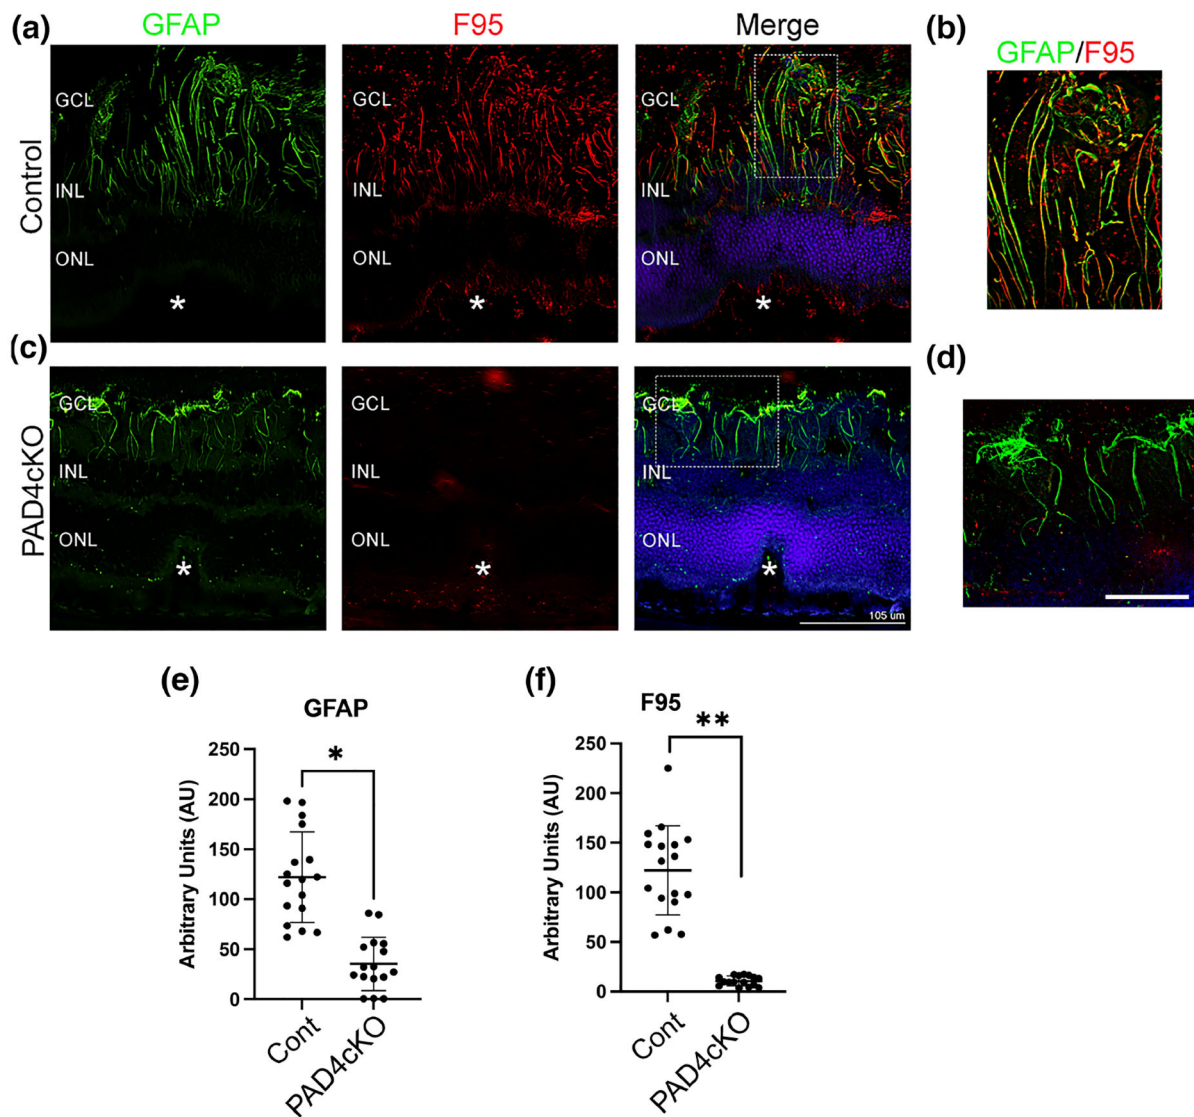 (a)
GFAP
F95
Merge
(b)
GFAP/F95
Control
GCL
INL
ONL
*
GCL
INL
ONL
*
GCL
INL
ONL
*
(c)
(d)
PAD4cKO
GCL
INL
ONL
*
GCL
INL
ONL
*
GCL
INL
ONL
*
105 um
(e)
GFAP
*
Arbitrary Units (AU)
250
200
150
100
50
0
Cont
PAD4cKO
(f)
F95
**
Arbitrary Units (AU)
250
200
150
100
50
0
Cont
PAD4cKO